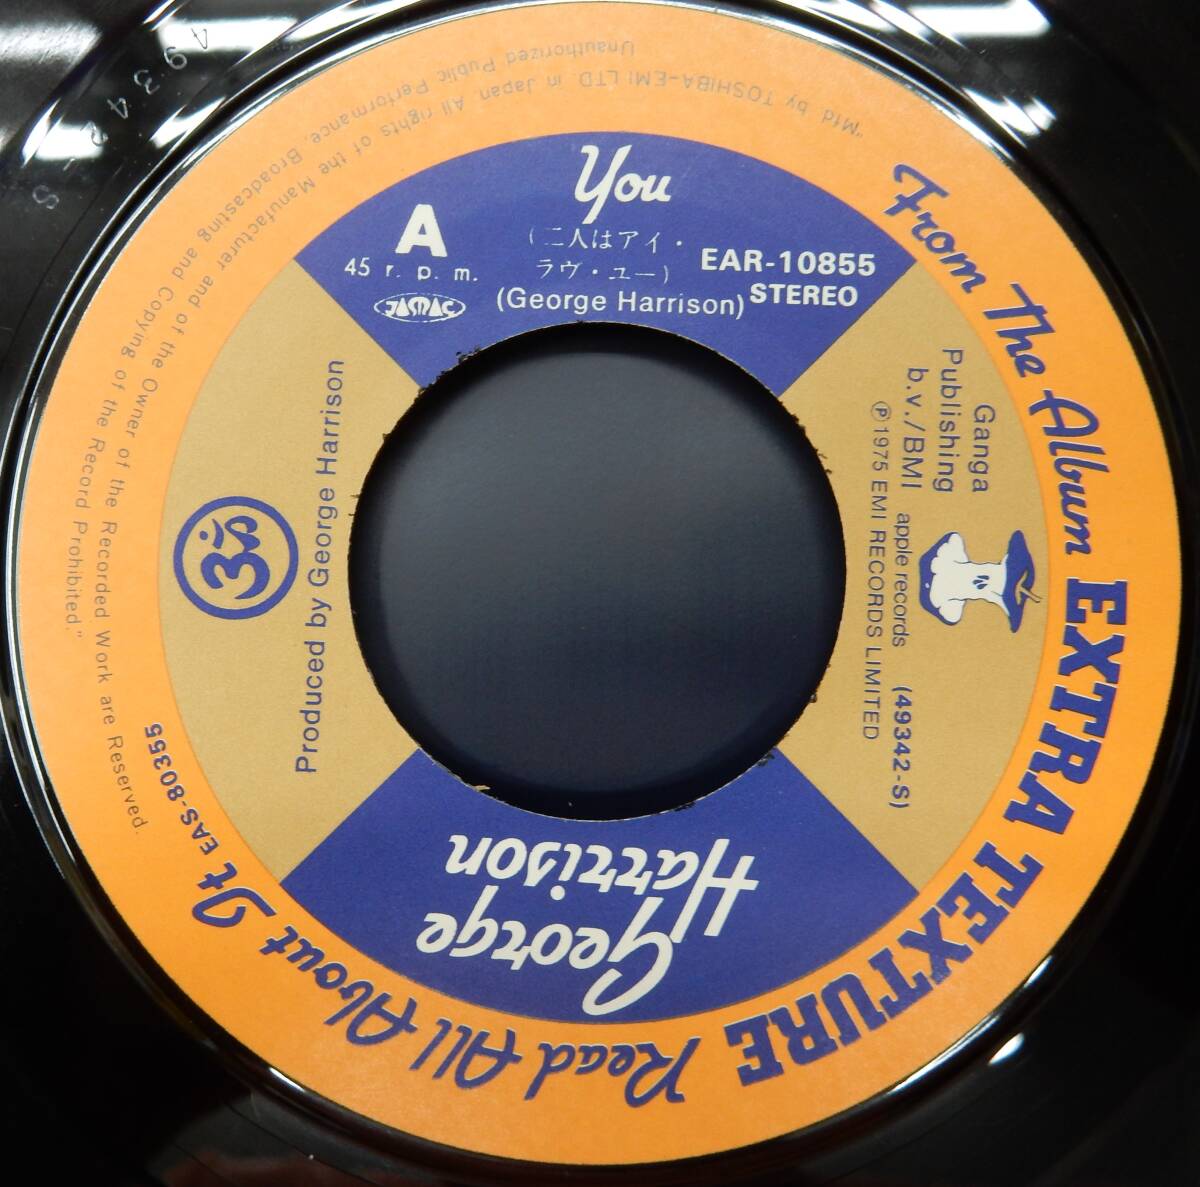 You
(二人はアイ・
ラヴ・ユー)
(George Harrison)
A
45 r. p. m.
JASRAC
EAR-10855
STEREO
Ganga
Publishing
b.v./BMI
apple records
(49342-S)
Ⓟ1975 EMI RECORDS LIMITED
Produced by George Harrison
ॐ
George
Harrison
From The Album EXTRA TEXTURE Read All About It EAS-80355
"Mfd by TOSHIBA-EMI LTD. in Japan. All rights of the Manufacturer and of the Owner of the Recorded Work are Reserved.
Unauthorized Public Performance, Broadcasting and Copying of the Record Prohibited."
49342-S